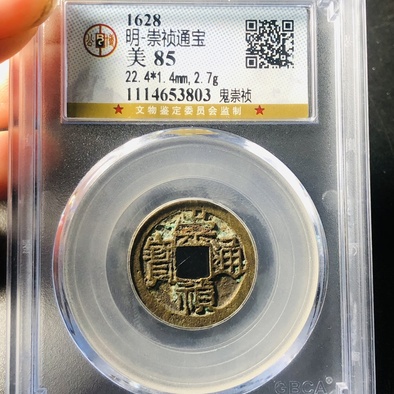 1628
明-崇祯通宝
美 85
22.4*1.4mm,2.7g
1114653803 鬼崇祯
★ 文物鉴定委员会监制 ★
崇
通
寶
禎
GBCA